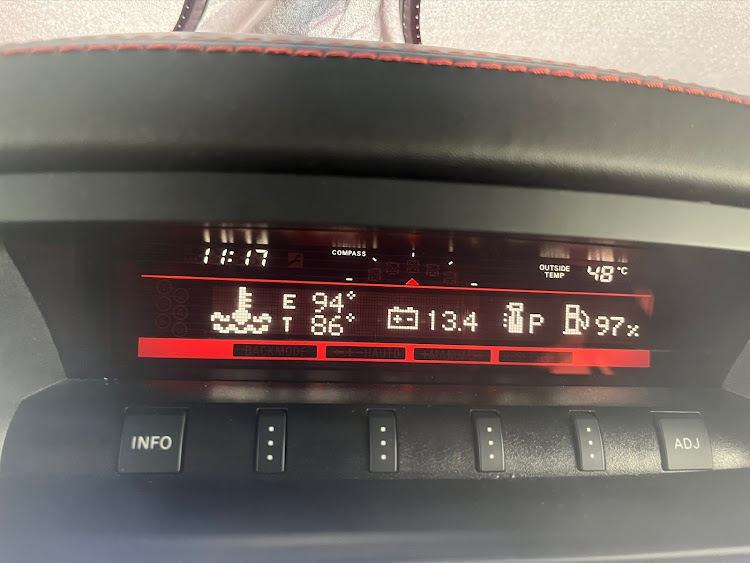 11:17
COMPASS
OUTSIDE TEMP 48°C
E 94°
T 86°
13.4
P
97%
INFO
ADJ